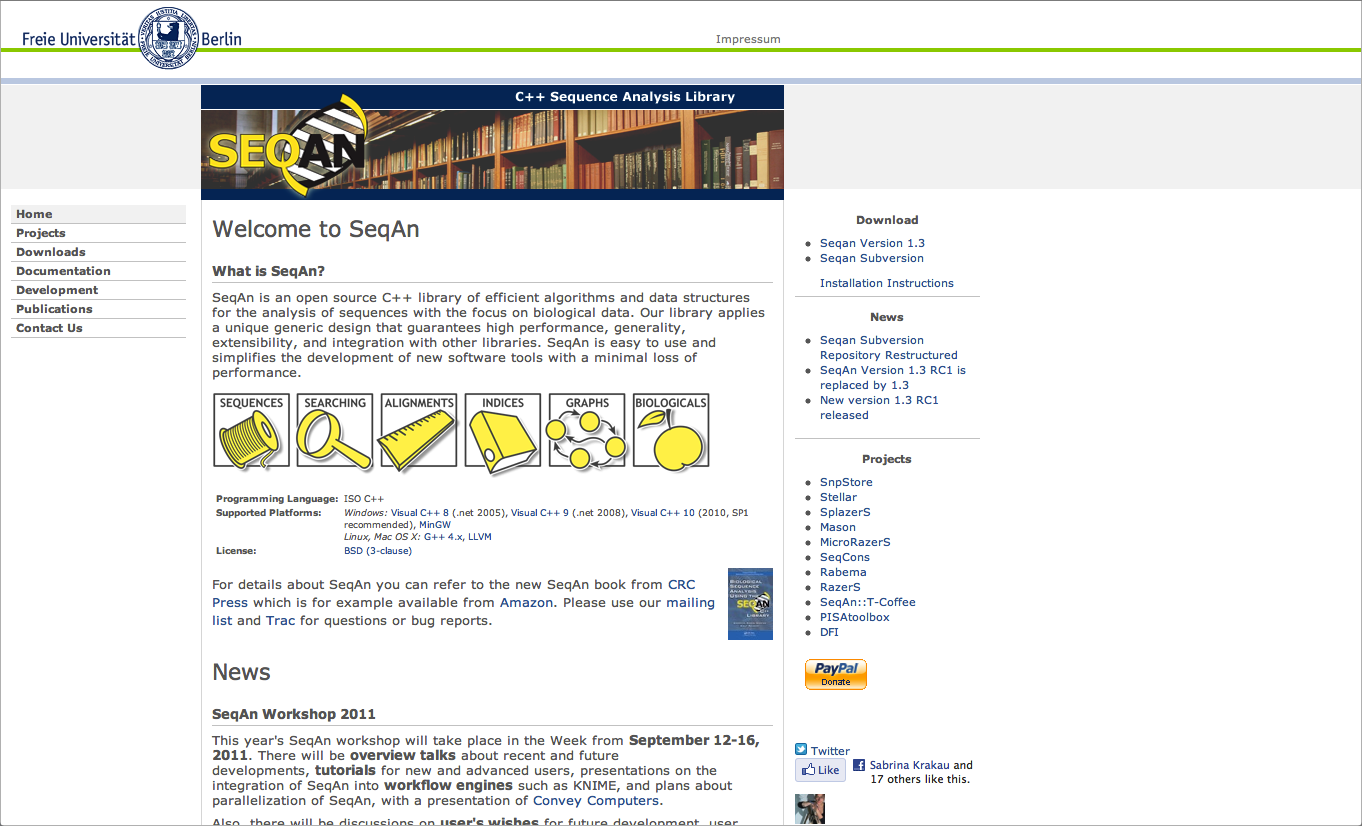 Freie Universität Berlin
Impressum
C++ Sequence Analysis Library
SEQAN
Home
Projects
Downloads
Documentation
Development
Publications
Contact Us
Welcome to SeqAn
What is SeqAn?
SeqAn is an open source C++ library of efficient algorithms and data structures
for the analysis of sequences with the focus on biological data. Our library applies
a unique generic design that guarantees high performance, generality,
extensibility, and integration with other libraries. SeqAn is easy to use and
simplifies the development of new software tools with a minimal loss of
performance.
SEQUENCES SEARCHING ALIGNMENTS INDICES GRAPHS BIOLOGICALS
Programming Language: ISO C++
Supported Platforms: Windows: Visual C++ 8 (.net 2005), Visual C++ 9 (.net 2008), Visual C++ 10 (2010, SP1
recommended), MinGW
Linux, Mac OS X: G++ 4.x, LLVM
License: BSD (3-clause)
For details about SeqAn you can refer to the new SeqAn book from CRC
Press which is for example available from Amazon. Please use our mailing
list and Trac for questions or bug reports.
BIOLOGICAL
SEQUENCE
ANALYSIS
USING THE
SEQAN
C++
LIBRARY
News
SeqAn Workshop 2011
This year's SeqAn workshop will take place in the Week from September 12-16,
2011. There will be overview talks about recent and future
developments, tutorials for new and advanced users, presentations on the
integration of SeqAn into workflow engines such as KNIME, and plans about
parallelization of SeqAn, with a presentation of Convey Computers.
Also, there will be discussions on user's wishes for future development, user
Download
Seqan Version 1.3
Seqan Subversion
Installation Instructions
News
Seqan Subversion
Repository Restructured
SeqAn Version 1.3 RC1 is
replaced by 1.3
New version 1.3 RC1
released
Projects
SnpStore
Stellar
SplazerS
Mason
MicroRazerS
SeqCons
Rabema
RazerS
SeqAn::T-Coffee
PISAtoolbox
DFI
PayPal
Donate
Twitter
Like
Sabrina Krakau and
17 others like this.